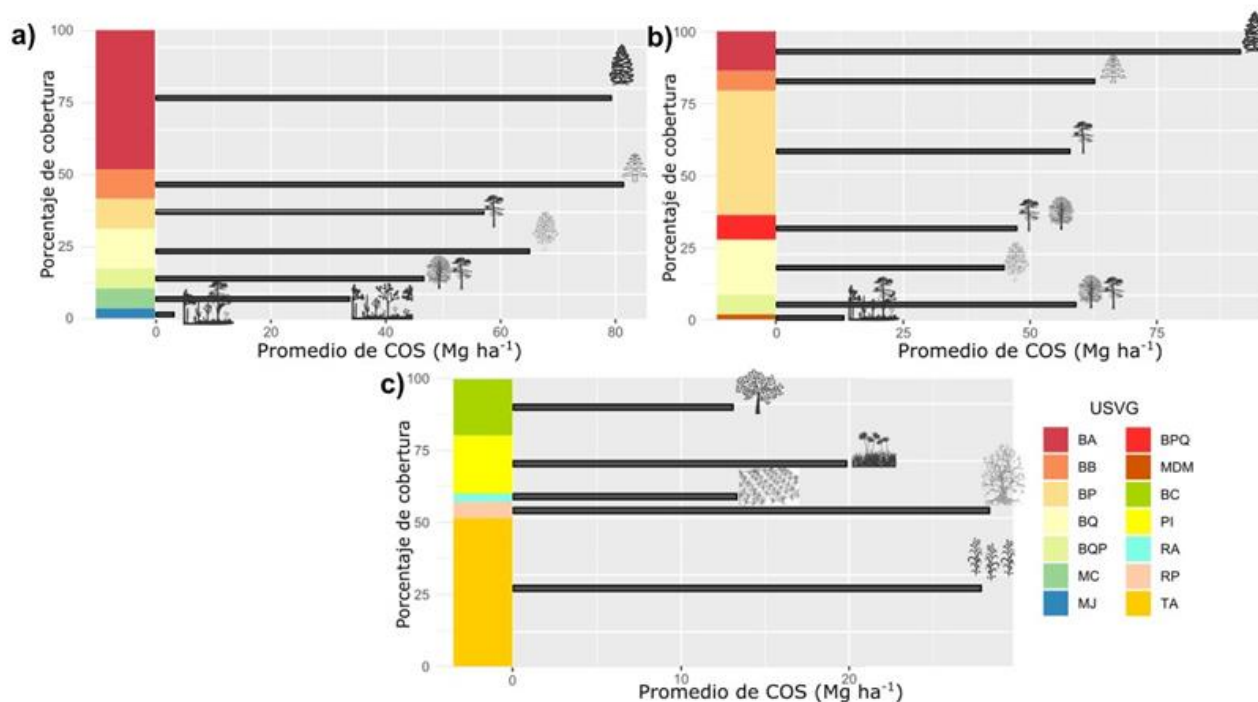 a)
Porcentaje de cobertura
100
75
50
25
0
0 20 40 60 80
Promedio de COS (Mg ha⁻¹)
b)
Porcentaje de cobertura
100
75
50
25
0
0 25 50 75
Promedio de COS (Mg ha⁻¹)
c)
Porcentaje de cobertura
100
75
50
25
0
0 10 20
Promedio de COS (Mg ha⁻¹)
USVG
BA BPQ
BB MDM
BP BC
BQ PI
BQP RA
MC RP
MJ TA